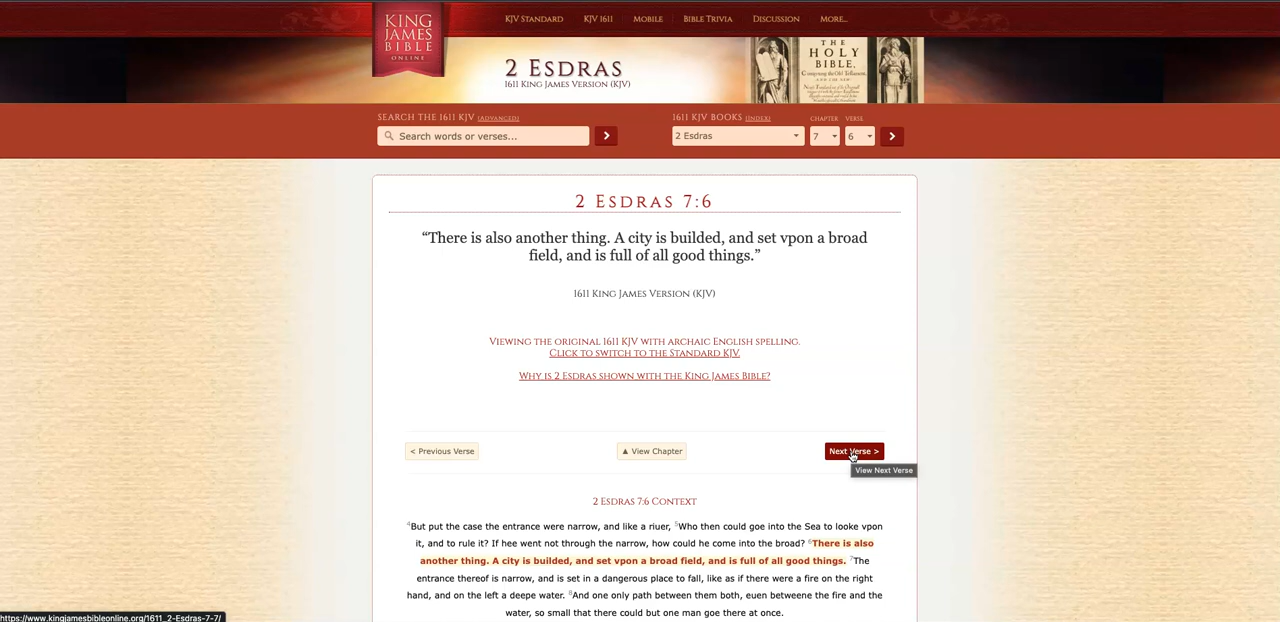 KING
JAMES
BIBLE
ONLINE
KJV STANDARD KJV 1611 MOBILE BIBLE TRIVIA DISCUSSION MORE...
2 ESDRAS
1611 KING JAMES VERSION (KJV)
THE
HOLY
BIBLE,
SEARCH THE 1611 KJV (ADVANCED)
Search words or verses...
1611 KJV BOOKS (INDEX) CHAPTER VERSE
2 Esdras 7 6
2 ESDRAS 7:6
“There is also another thing. A city is builded, and set vpon a broad
field, and is full of all good things.”
1611 KING JAMES VERSION (KJV)
VIEWING THE ORIGINAL 1611 KJV WITH ARCHAIC ENGLISH SPELLING.
CLICK TO SWITCH TO THE STANDARD KJV.
WHY IS 2 ESDRAS SHOWN WITH THE KING JAMES BIBLE?
< Previous Verse ▲ View Chapter Next Verse >
View Next Verse
2 ESDRAS 7:6 CONTEXT
4But put the case the entrance were narrow, and like a riuer, 5Who then could goe into the Sea to looke vpon
it, and to rule it? If hee went not through the narrow, how could he come into the broad? 6There is also
another thing. A city is builded, and set vpon a broad field, and is full of all good things. 7The
entrance thereof is narrow, and is set in a dangerous place to fall, like as if there were a fire on the right
hand, and on the left a deepe water. 8And one only path between them both, euen betweene the fire and the
water, so small that there could but one man goe there at once.
https://www.kingjamesbibleonline.org/1611_2-Esdras-7-7/